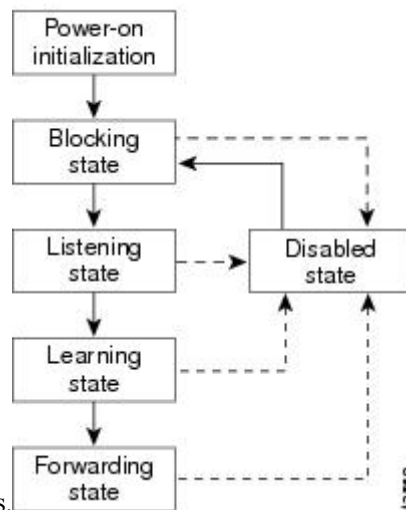 Power-on
initialization
Blocking
state
Listening
state
Disabled
state
Learning
state
Forwarding
state
s.